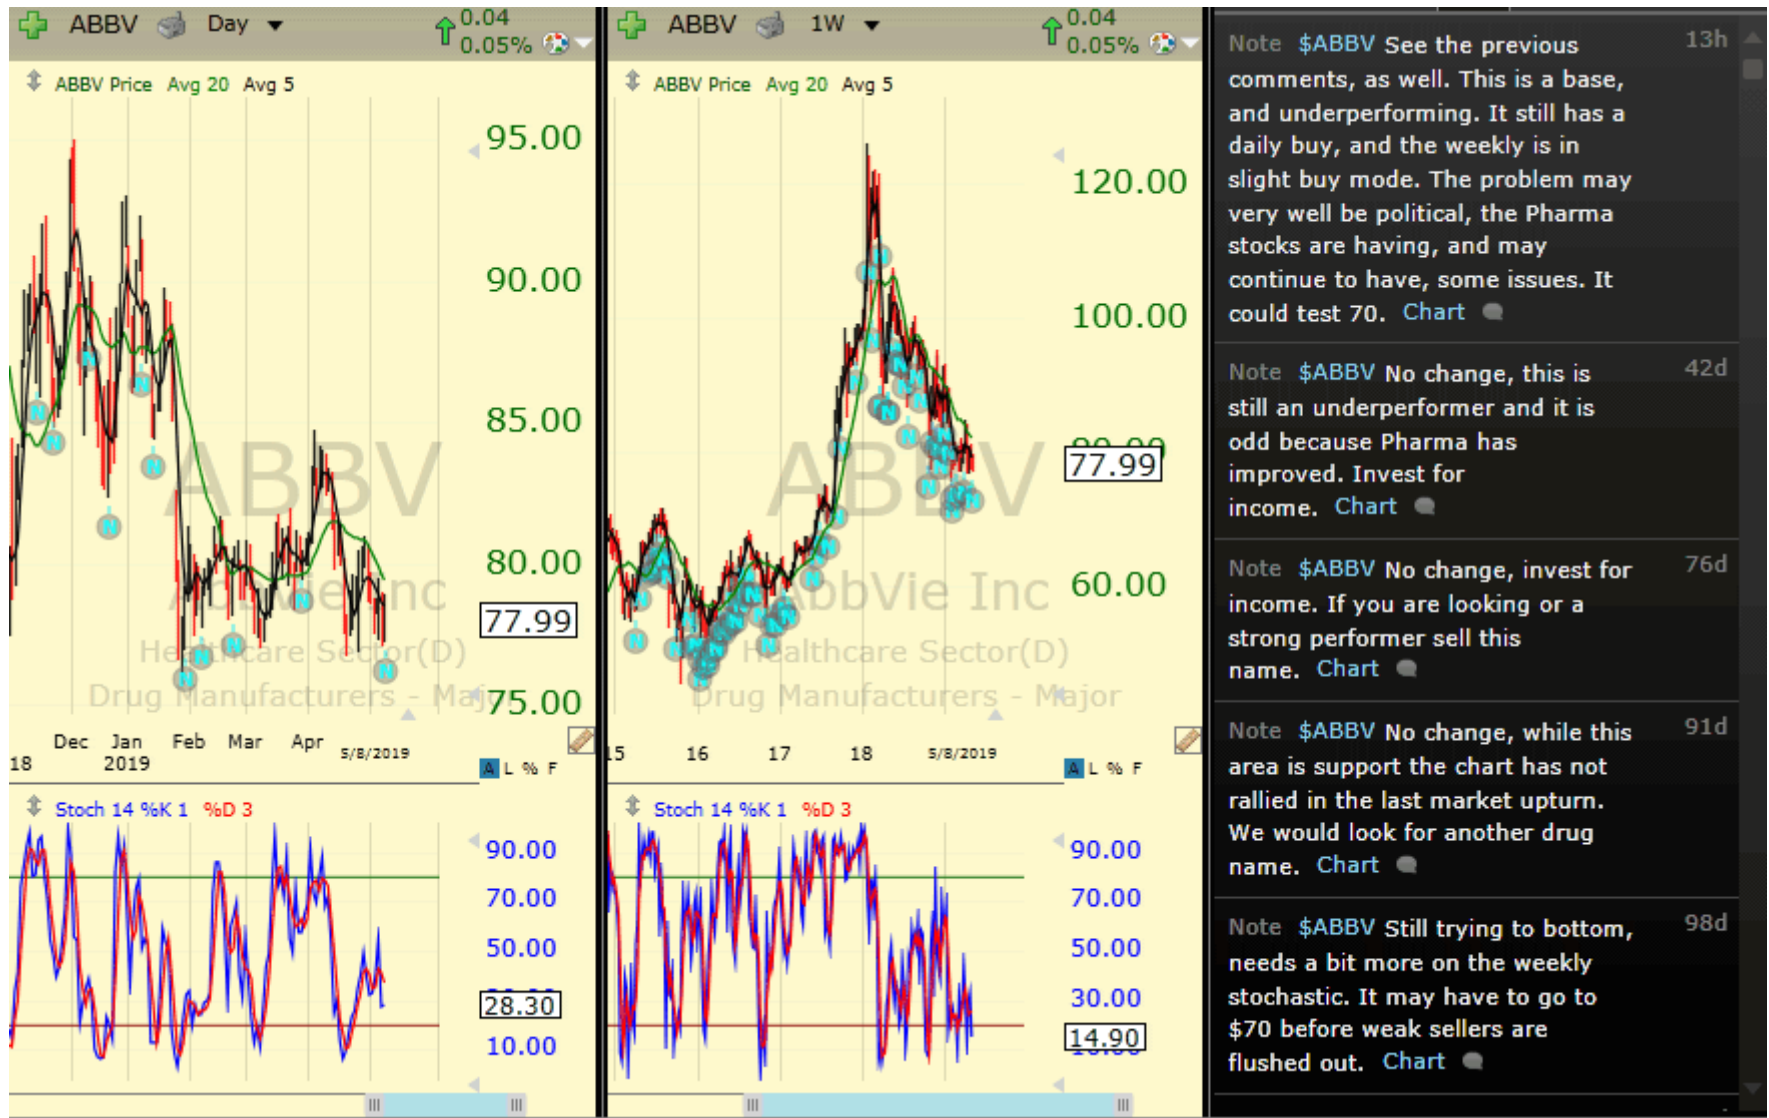 ABBV Day
0.04
0.05%
ABBV Price Avg 20 Avg 5
95.00
90.00
85.00
80.00
77.99
75.00
ABBV
AbbVie Inc
Healthcare Sector(D)
Drug Manufacturers - Major
Dec Jan Feb Mar Apr 5/8/2019
18 2019
A L % F
Stoch 14 %K 1 %D 3
90.00
70.00
50.00
28.30
10.00
ABBV 1W
0.04
0.05%
ABBV Price Avg 20 Avg 5
120.00
100.00
80.00
77.99
60.00
ABBV
AbbVie Inc
Healthcare Sector(D)
Drug Manufacturers - Major
15 16 17 18 5/8/2019
A L % F
Stoch 14 %K 1 %D 3
90.00
70.00
50.00
30.00
14.90
Note $ABBV See the previous 13h
comments, as well. This is a base,
and underperforming. It still has a
daily buy, and the weekly is in
slight buy mode. The problem may
very well be political, the Pharma
stocks are having, and may
continue to have, some issues. It
could test 70. Chart
Note $ABBV No change, this is 42d
still an underperformer and it is
odd because Pharma has
improved. Invest for
income. Chart
Note $ABBV No change, invest for 76d
income. If you are looking or a
strong performer sell this
name. Chart
Note $ABBV No change, while this 91d
area is support the chart has not
rallied in the last market upturn.
We would look for another drug
name. Chart
Note $ABBV Still trying to bottom, 98d
needs a bit more on the weekly
stochastic. It may have to go to
$70 before weak sellers are
flushed out. Chart